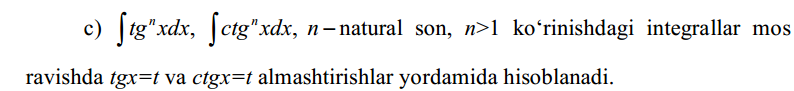 c) ∫tgⁿxdx, ∫ctgⁿxdx, n – natural son, n>1 ko‘rinishdagi integrallar mos
ravishda tgx=t va ctgx=t almashtirishlar yordamida hisoblanadi.